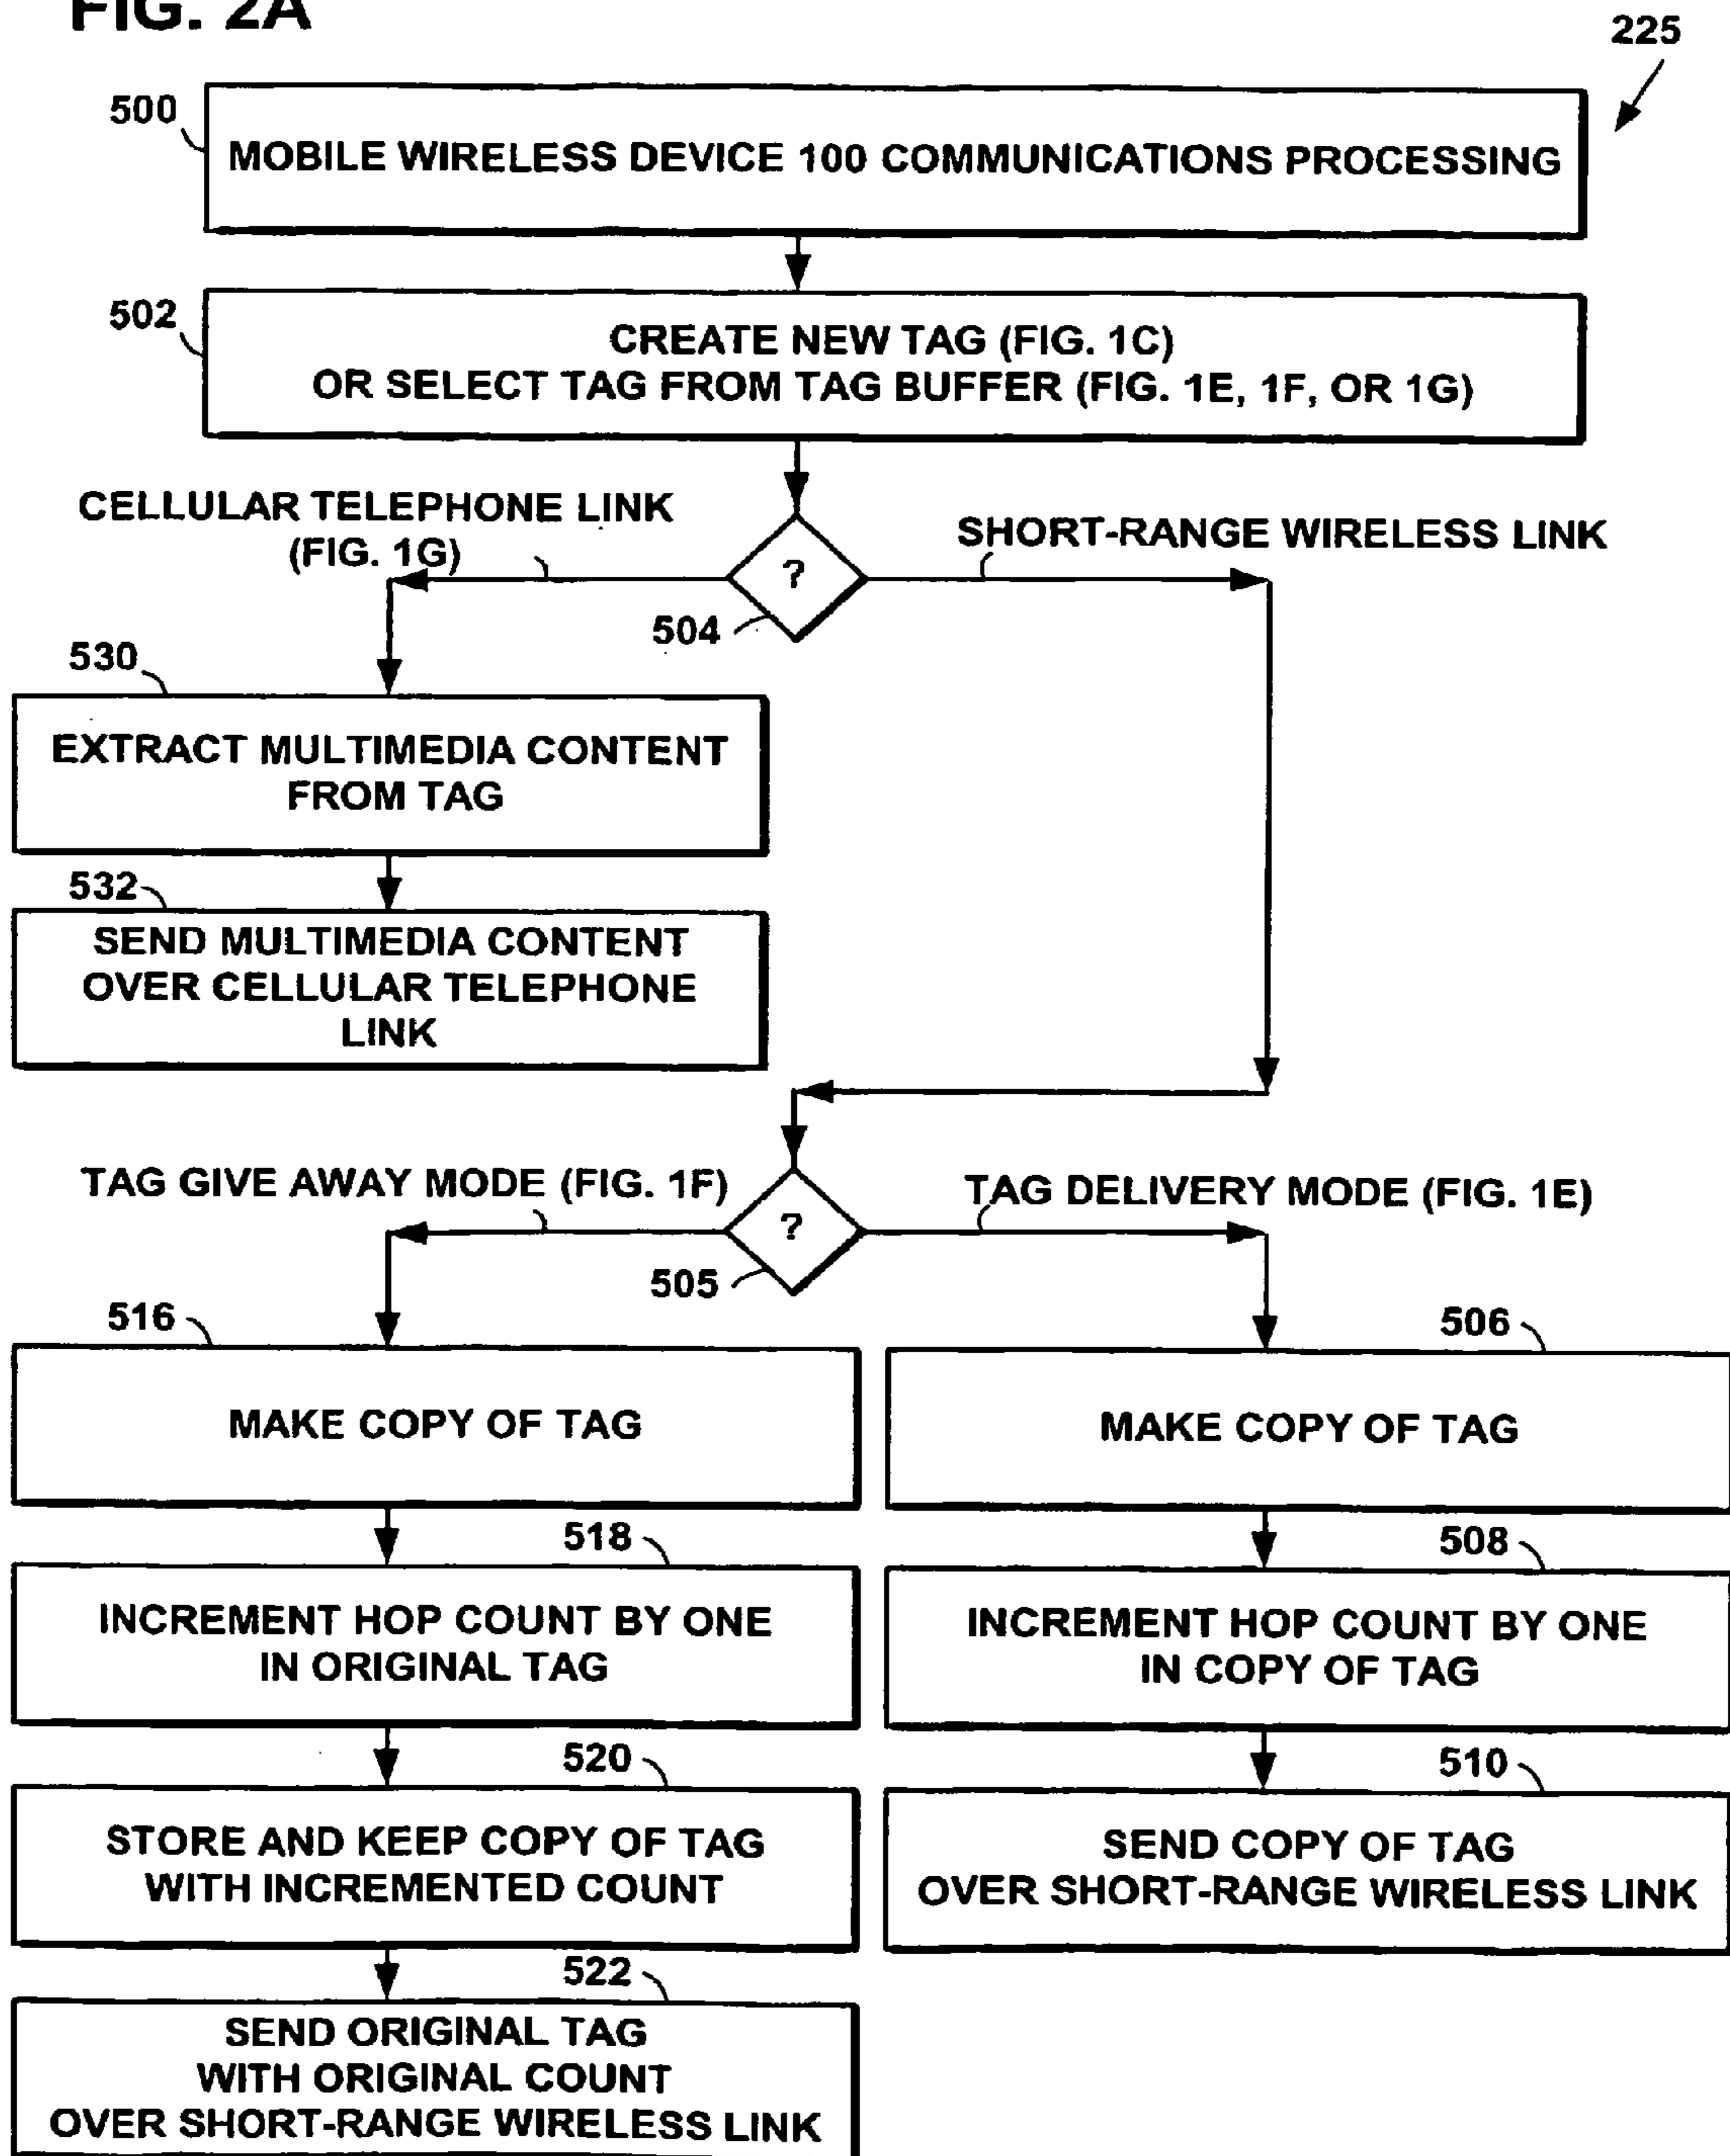 FIG. 2A
225
500
MOBILE WIRELESS DEVICE 100 COMMUNICATIONS PROCESSING
502
CREATE NEW TAG (FIG. 1C)
OR SELECT TAG FROM TAG BUFFER (FIG. 1E, 1F, OR 1G)
CELLULAR TELEPHONE LINK
(FIG. 1G)
?
SHORT-RANGE WIRELESS LINK
504
530
EXTRACT MULTIMEDIA CONTENT
FROM TAG
532
SEND MULTIMEDIA CONTENT
OVER CELLULAR TELEPHONE
LINK
TAG GIVE AWAY MODE (FIG. 1F)
?
TAG DELIVERY MODE (FIG. 1E)
505
516
MAKE COPY OF TAG
518
INCREMENT HOP COUNT BY ONE
IN ORIGINAL TAG
520
STORE AND KEEP COPY OF TAG
WITH INCREMENTED COUNT
522
SEND ORIGINAL TAG
WITH ORIGINAL COUNT
OVER SHORT-RANGE WIRELESS LINK
506
MAKE COPY OF TAG
508
INCREMENT HOP COUNT BY ONE
IN COPY OF TAG
510
SEND COPY OF TAG
OVER SHORT-RANGE WIRELESS LINK